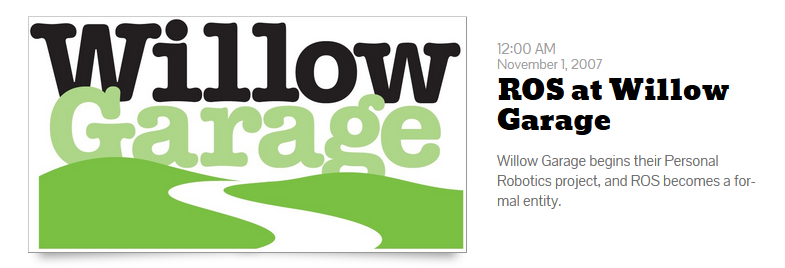 Willow
Garage
12:00 AM
November 1, 2007
ROS at Willow
Garage
Willow Garage begins their Personal
Robotics project, and ROS becomes a for-
mal entity.